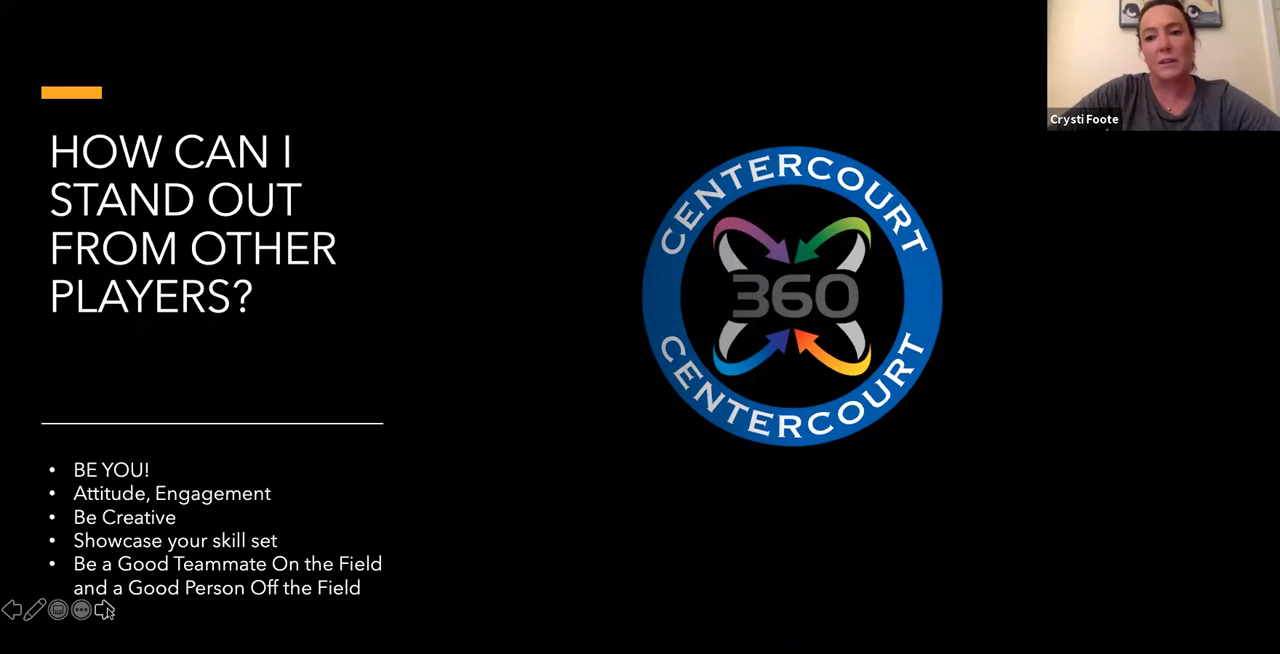 HOW CAN I
STAND OUT
FROM OTHER
PLAYERS?
• BE YOU!
• Attitude, Engagement
• Be Creative
• Showcase your skill set
• Be a Good Teammate On the Field
and a Good Person Off the Field
CENTERCOURT
360
CENTERCOURT
Crysti Foote